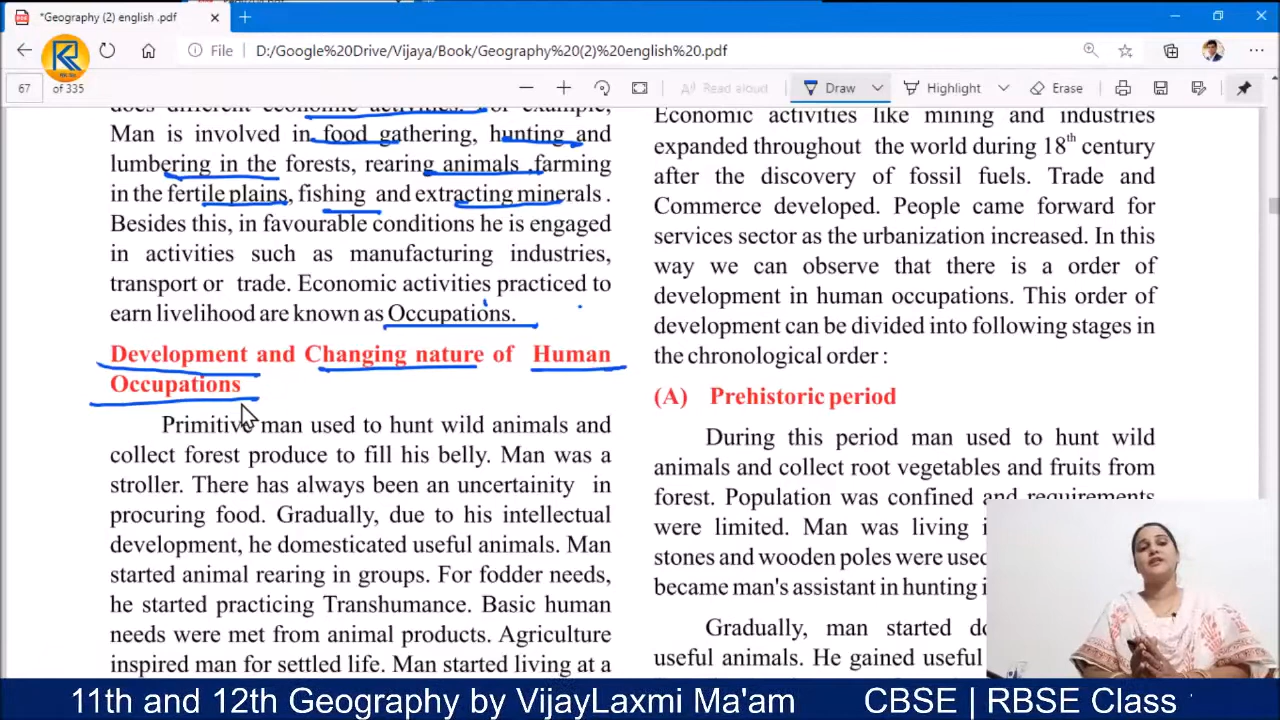 *Geography (2) english .pdf
File
D:/Google%20Drive/Vijaya/Book/Geography%20(2)%20english%20.pdf
67 of 335
Read aloud
Draw
Highlight
Erase
does different economic activities. For example,
Man is involved in food gathering, hunting and
lumbering in the forests, rearing animals ,farming
in the fertile plains, fishing and extracting minerals .
Besides this, in favourable conditions he is engaged
in activities such as manufacturing industries,
transport or trade. Economic activities practiced to
earn livelihood are known as Occupations.
Development and Changing nature of Human
Occupations
Primitive man used to hunt wild animals and
collect forest produce to fill his belly. Man was a
stroller. There has always been an uncertainity in
procuring food. Gradually, due to his intellectual
development, he domesticated useful animals. Man
started animal rearing in groups. For fodder needs,
he started practicing Transhumance. Basic human
needs were met from animal products. Agriculture
inspired man for settled life. Man started living at a
Economic activities like mining and industries
expanded throughout the world during 18th century
after the discovery of fossil fuels. Trade and
Commerce developed. People came forward for
services sector as the urbanization increased. In this
way we can observe that there is a order of
development in human occupations. This order of
development can be divided into following stages in
the chronological order :
(A) Prehistoric period
During this period man used to hunt wild
animals and collect root vegetables and fruits from
forest. Population was confined and requirements
were limited. Man was living
stones and wooden poles were used
became man's assistant in hunting
Gradually, man started
useful animals. He gained useful
11th and 12th Geography by VijayLaxmi Ma'am CBSE | RBSE Class